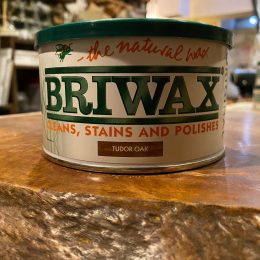 -the natural wax
BRIWAX
CLEANS, STAINS AND POLISHES
TUDOR OAK